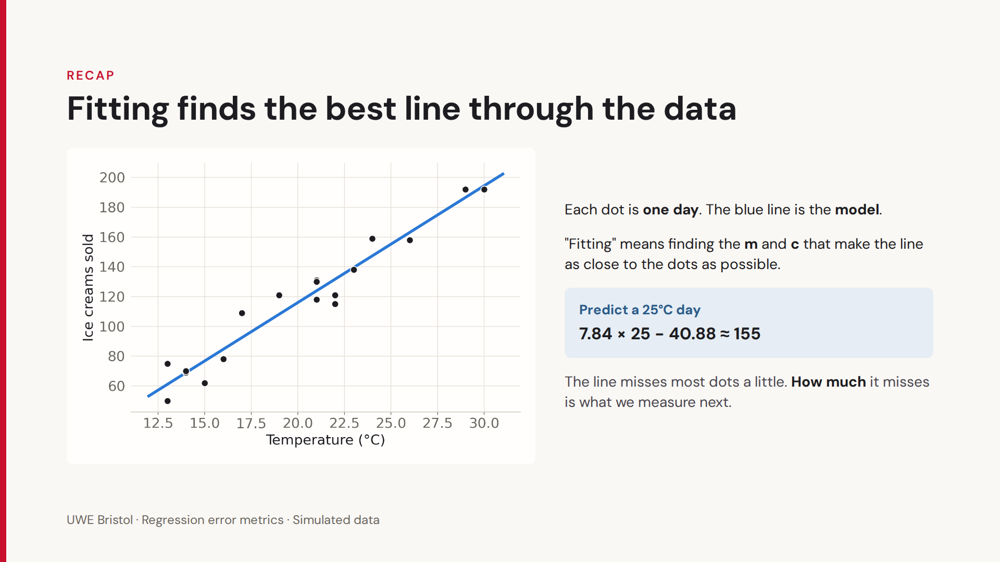 RECAP
Fitting finds the best line through the data
200
180
160
140
120
100
80
60
Ice creams sold
12.5 15.0 17.5 20.0 22.5 25.0 27.5 30.0
Temperature (°C)
Each dot is one day. The blue line is the model.
"Fitting" means finding the m and c that make the line
as close to the dots as possible.
Predict a 25°C day
7.84 × 25 − 40.88 ≈ 155
The line misses most dots a little. How much it misses
is what we measure next.
UWE Bristol · Regression error metrics · Simulated data